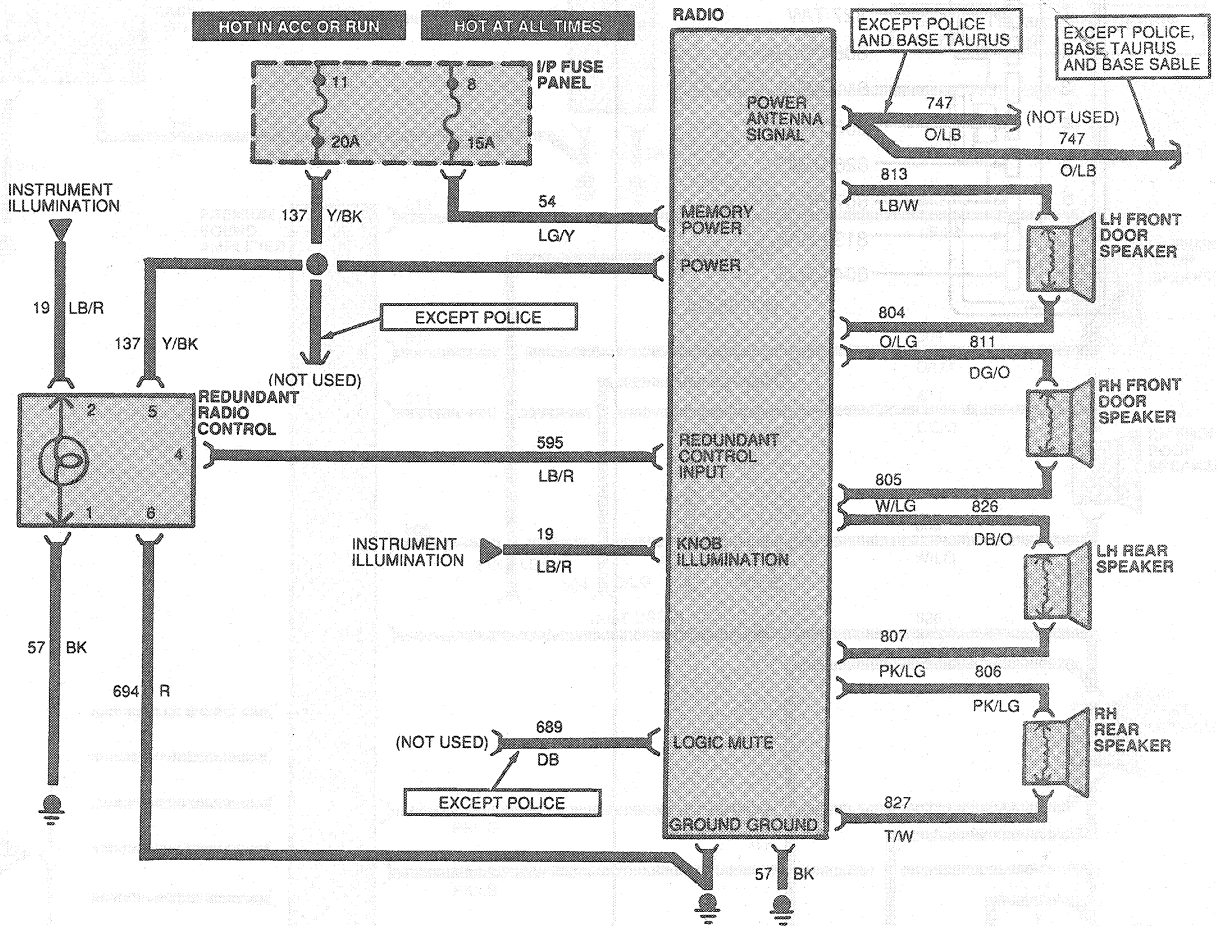 HOT IN ACC OR RUN
HOT AT ALL TIMES
RADIO
EXCEPT POLICE
AND BASE TAURUS
EXCEPT POLICE,
BASE TAURUS
AND BASE SABLE
I/P FUSE
PANEL
11
8
20A
15A
POWER
ANTENNA
SIGNAL
747
O/LB
(NOT USED)
747
O/LB
INSTRUMENT
ILLUMINATION
137
Y/BK
54
LG/Y
MEMORY
POWER
813
LB/W
LH FRONT
DOOR
SPEAKER
POWER
19
LB/R
137
Y/BK
EXCEPT POLICE
(NOT USED)
804
O/LG
811
DG/O
RH FRONT
DOOR
SPEAKER
REDUNDANT
RADIO
CONTROL
2
5
4
1
6
595
LB/R
REDUNDANT
CONTROL
INPUT
805
W/LG
826
DB/O
LH REAR
SPEAKER
INSTRUMENT
ILLUMINATION
19
LB/R
KNOB
ILLUMINATION
57
BK
694
R
807
PK/LG
806
PK/LG
RH
REAR
SPEAKER
(NOT USED)
689
DB
LOGIC MUTE
EXCEPT POLICE
827
T/W
GROUND GROUND
57
BK